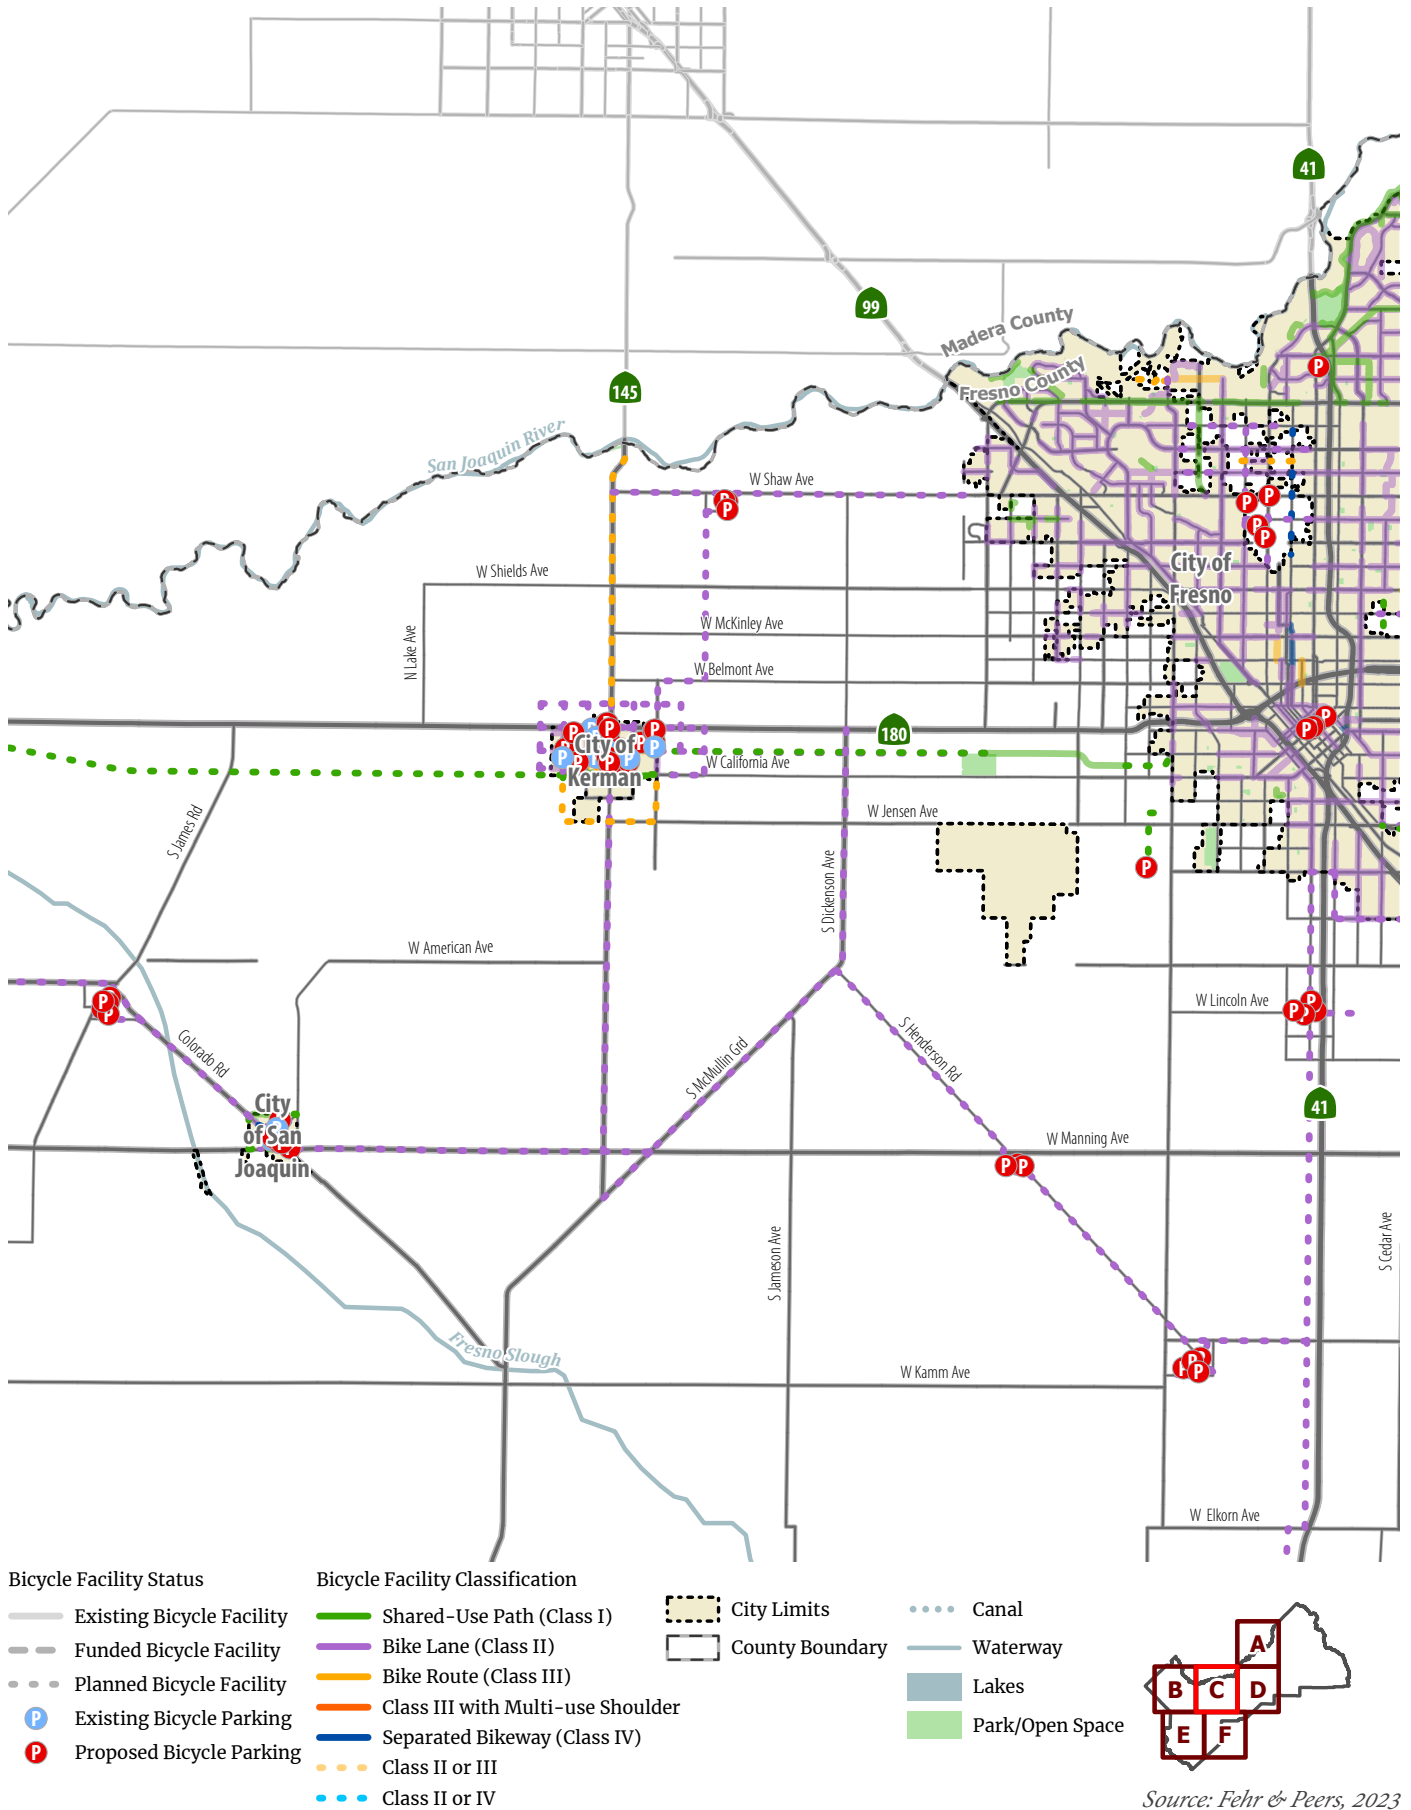 41
99
Madera County
Fresno County
145
San Joaquin River
W Shaw Ave
P
P
P
P
P
P
P
City of
Fresno
W Shields Ave
N Lake Ave
W McKinley Ave
W Belmont Ave
180
City of
Kerman
W California Ave
W Jensen Ave
S James Rd
S Dickenson Ave
P
W American Ave
W Lincoln Ave
P
P
Colorado Rd
S McMullin Grd
S Henderson Rd
41
City
of San
Joaquin
W Manning Ave
P
P
S Jameson Ave
S Cedar Ave
Fresno Slough
W Kamm Ave
W Elkorn Ave
Bicycle Facility Status
Existing Bicycle Facility
Funded Bicycle Facility
Planned Bicycle Facility
P Existing Bicycle Parking
P Proposed Bicycle Parking
Bicycle Facility Classification
Shared-Use Path (Class I)
Bike Lane (Class II)
Bike Route (Class III)
Class III with Multi-use Shoulder
Separated Bikeway (Class IV)
Class II or III
Class II or IV
City Limits
County Boundary
Canal
Waterway
Lakes
Park/Open Space
A
B C D
E F
Source: Fehr & Peers, 2023